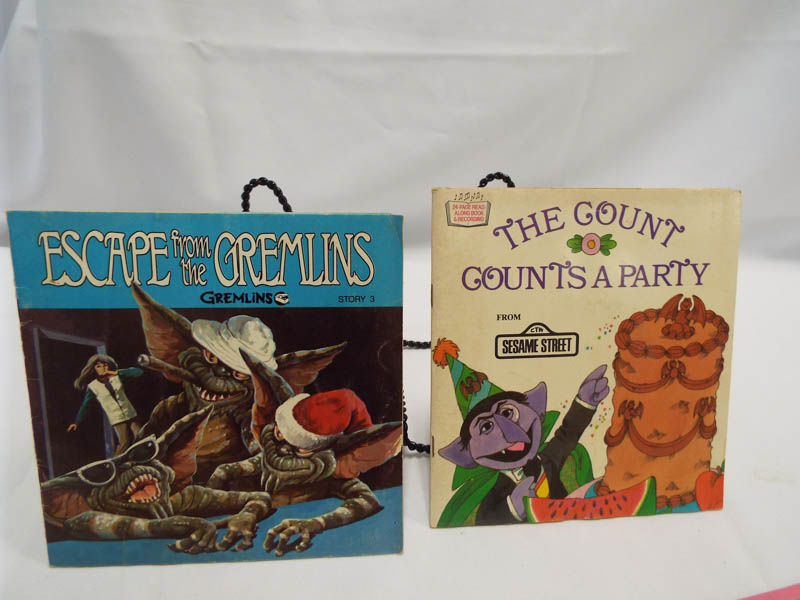 ESCAPE from the GREMLINS
GREMLINS
STORY 3
24-PAGE READ-
ALONG BOOK
& RECORDING
THE COUNT
COUNTS A PARTY
FROM
CTW
SESAME STREET